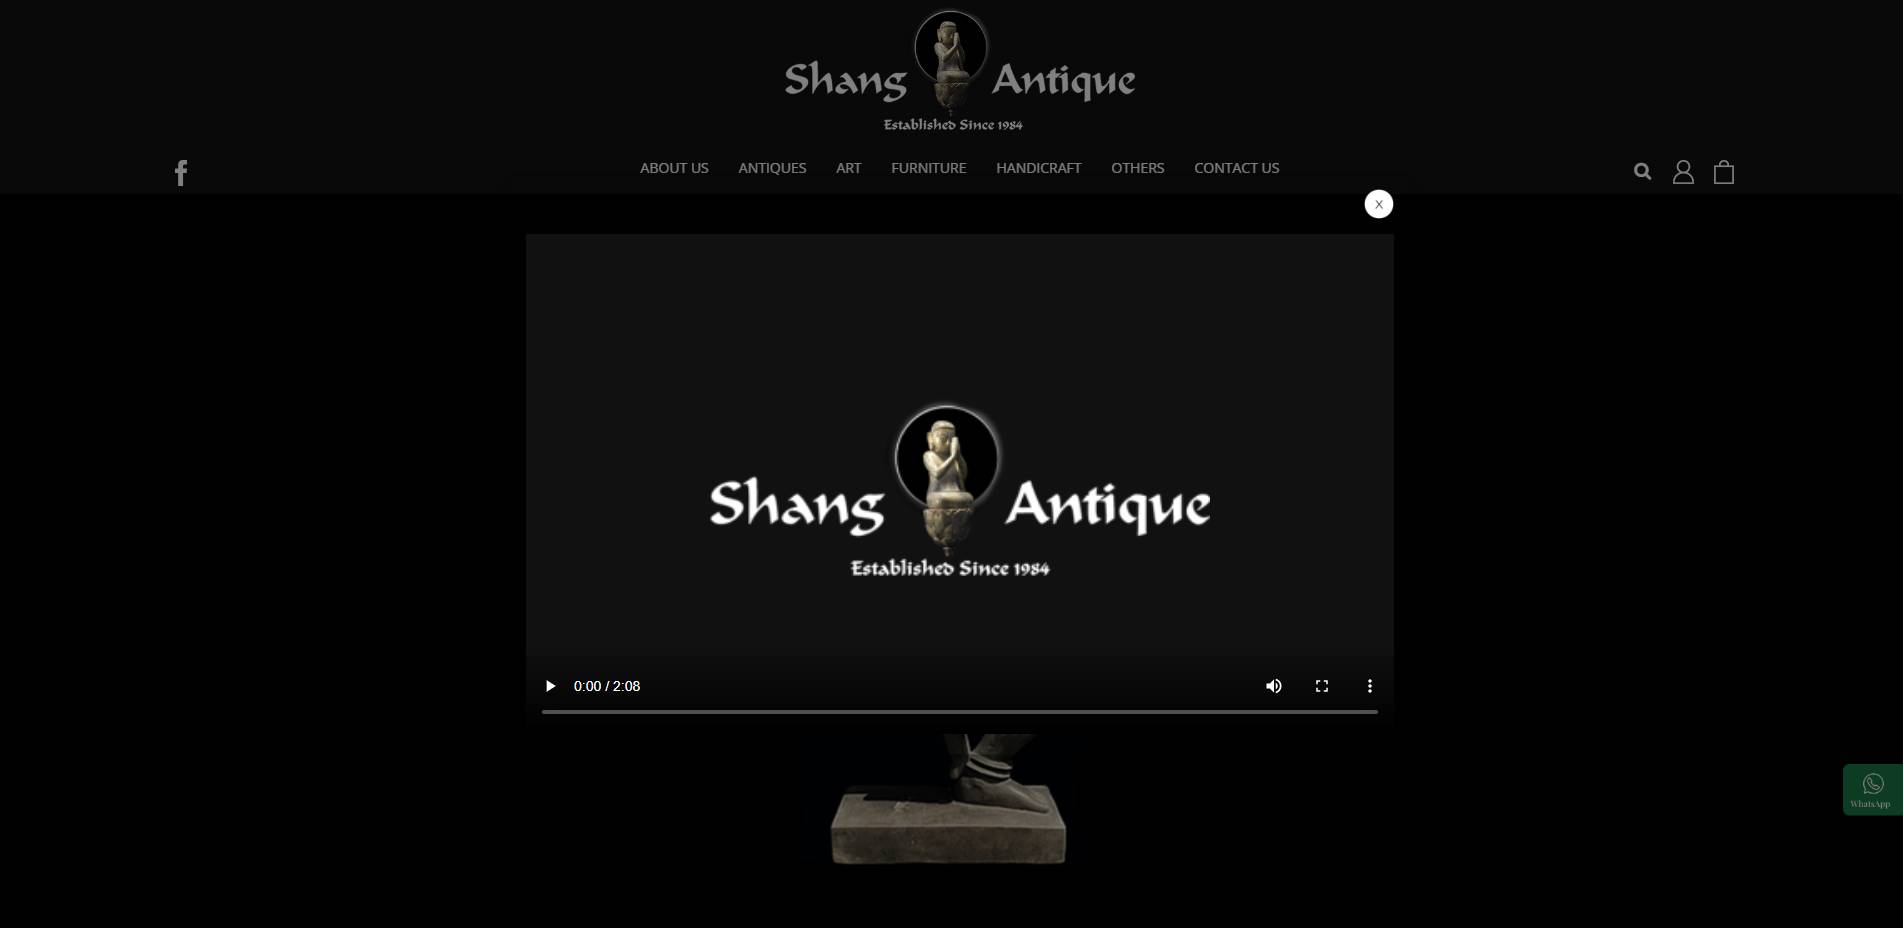 Shang Antique
Established Since 1984
ABOUT US ANTIQUES ART FURNITURE HANDICRAFT OTHERS CONTACT US
X
Shang Antique
Established Since 1984
0:00 / 2:08
WhatsApp